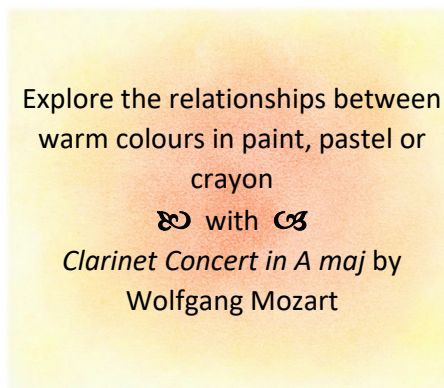 Explore the relationships between
warm colours in paint, pastel or
crayon
with
Clarinet Concert in A maj by
Wolfgang Mozart